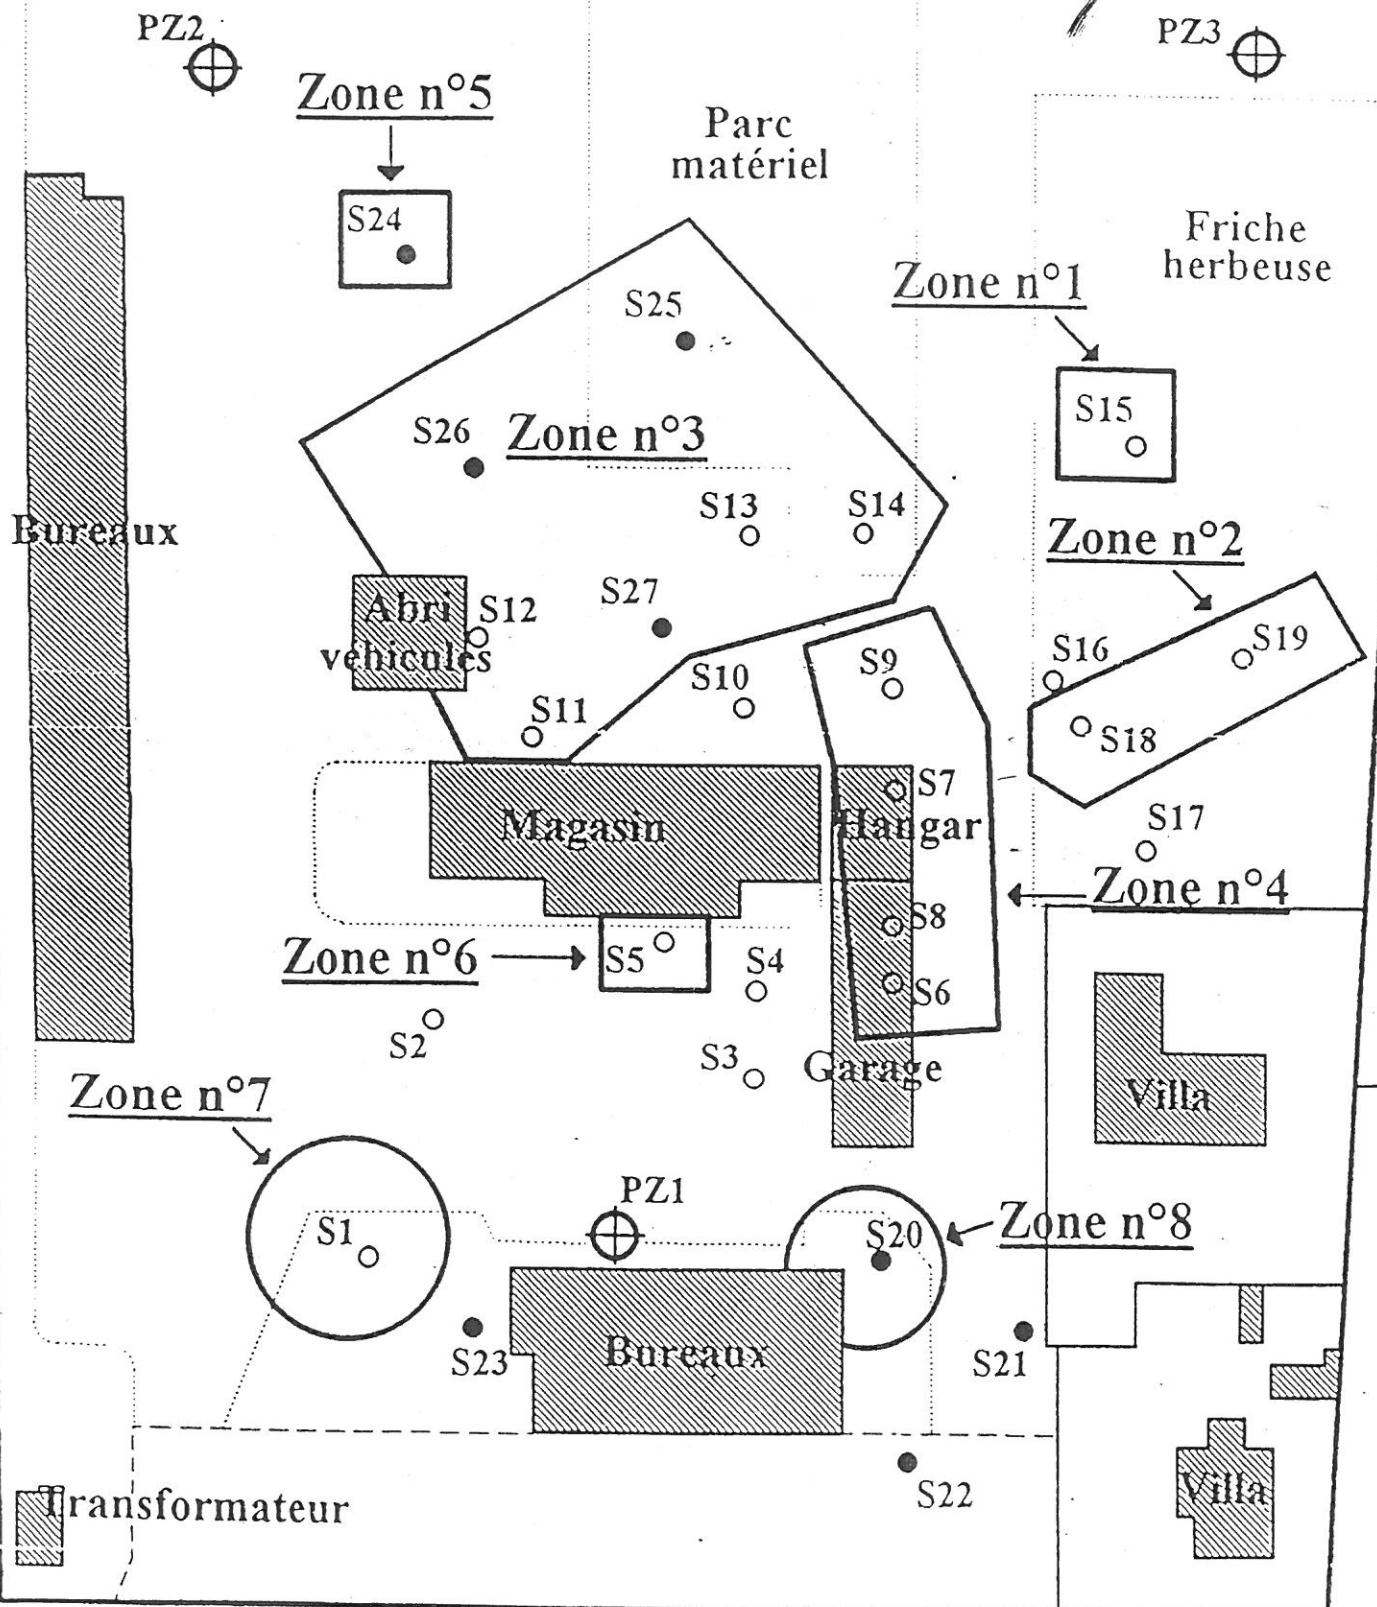 PZ2
PZ3
Zone n°5
Parc
matériel
S24
Friche
herbeuse
Zone n°1
S25
S15
S26
Zone n°3
S13
S14
Bureaux
Zone n°2
S27
Abri
véhicules
S12
S16
S19
S9
S10
S11
S18
S7
Magasin
Hangar
S17
Zone n°4
S8
Zone n°6
S5
S4
S6
S2
S3
Garage
Zone n°7
Villa
PZ1
S1
S20
Zone n°8
Bureaux
S23
S21
S22
Villa
Transformateur